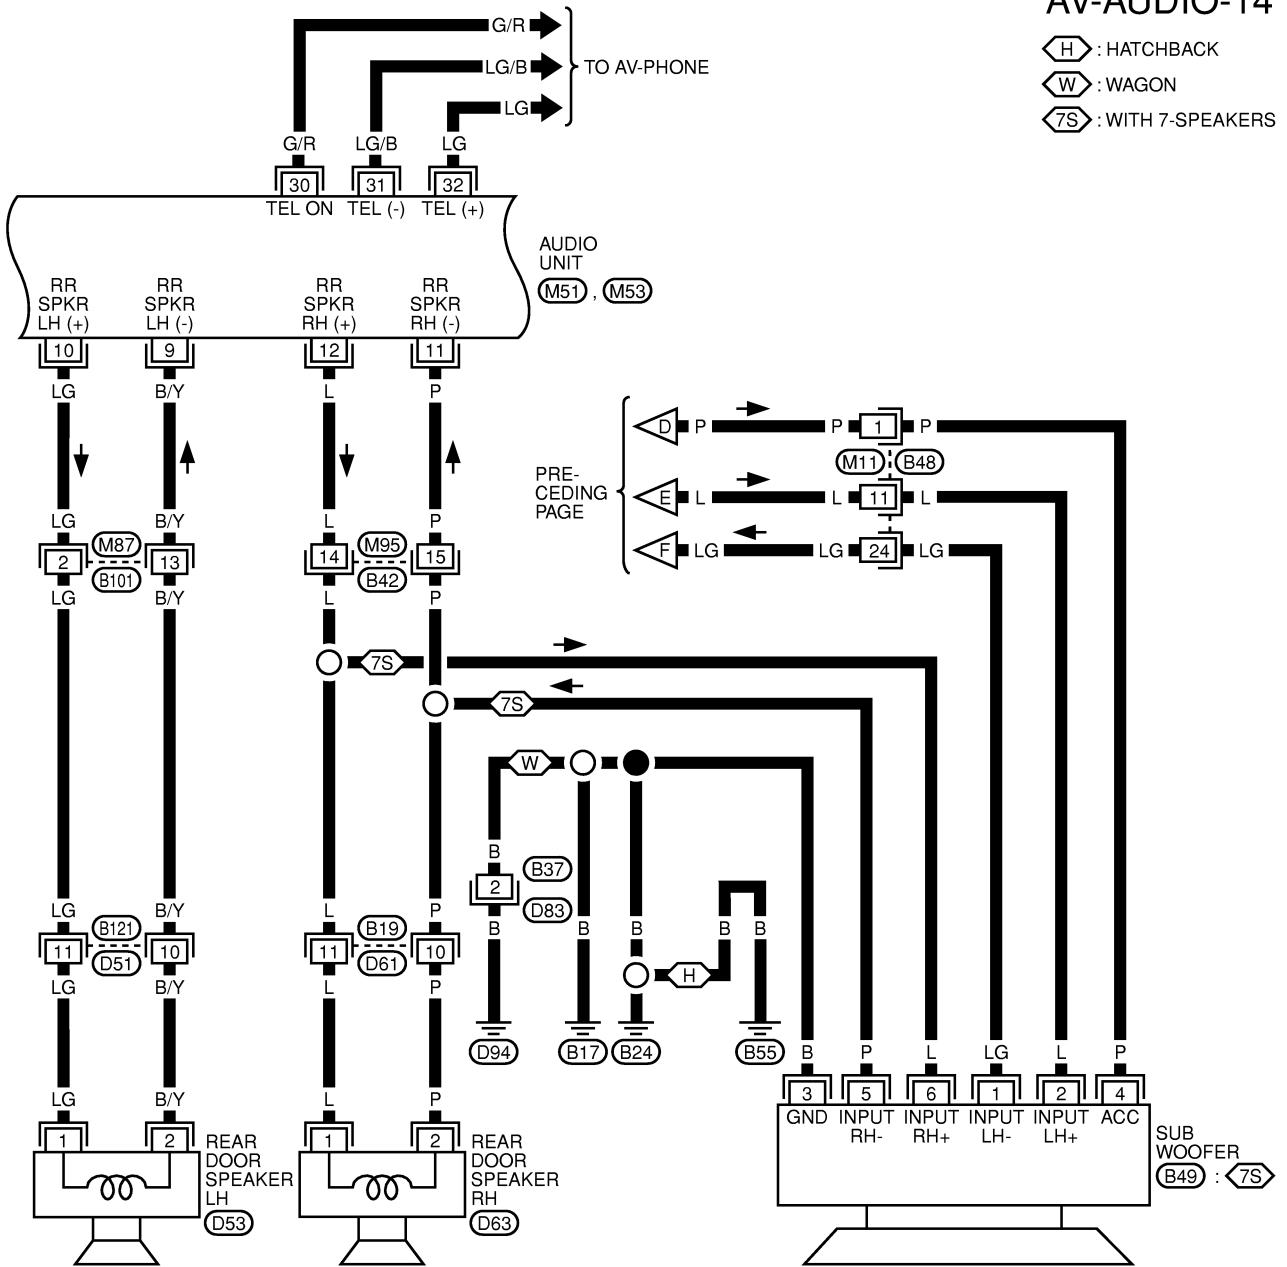 AV-AUDIO-14
H : HATCHBACK
W : WAGON
7S : WITH 7-SPEAKERS
G/R
LG/B
LG
TO AV-PHONE
G/R LG/B LG
30 31 32
TEL ON TEL (-) TEL (+)
AUDIO
UNIT
M51 , M53
RR RR RR RR
SPKR SPKR SPKR SPKR
LH (+) LH (-) RH (+) RH (-)
10 9 12 11
LG B/Y L P
PRE-
CEDING
PAGE
D P P 1 P
M11 B48
E L L 11 L
F LG LG 24 LG
LG B/Y L P
M87 M95
2 13 14 15
B101 B42
LG B/Y L P
7S
7S
W
B
2
B37
D83
B B B B B
LG B/Y L P
B121 B19
11 10 11 10
D51 D61
LG B/Y L P
H
D94 B17 B24 B55
B P L LG L P
3 5 6 1 2 4
GND INPUT INPUT INPUT INPUT ACC
RH- RH+ LH- LH+
SUB
WOOFER
B49 : 7S
LG B/Y L P
1 2 1 2
REAR
DOOR
SPEAKER
LH
D53
REAR
DOOR
SPEAKER
RH
D63